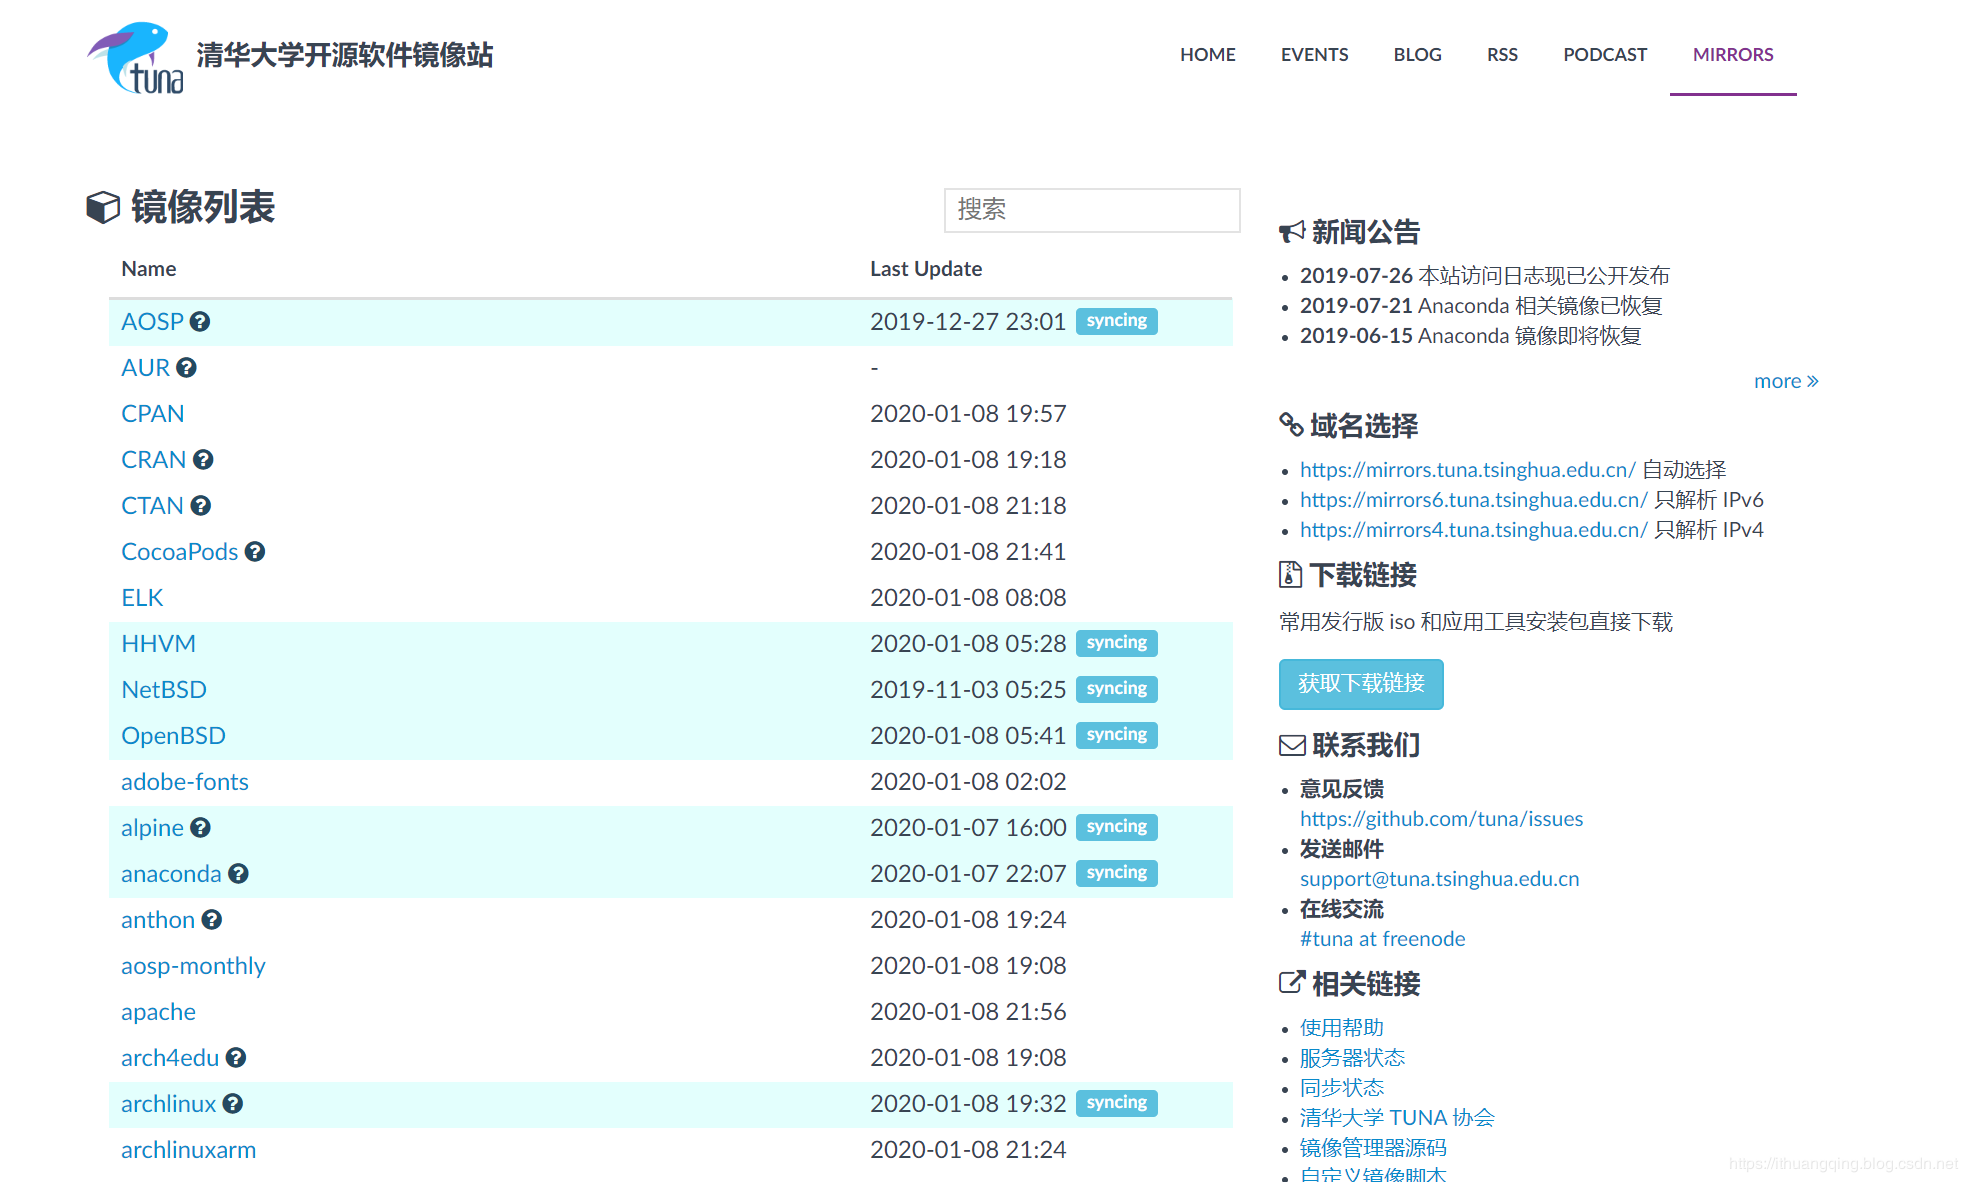 tuna
清华大学开源软件镜像站
HOME EVENTS BLOG RSS PODCAST MIRRORS
镜像列表
搜索
Name Last Update
AOSP 2019-12-27 23:01 syncing
AUR -
CPAN 2020-01-08 19:57
CRAN 2020-01-08 19:18
CTAN 2020-01-08 21:18
CocoaPods 2020-01-08 21:41
ELK 2020-01-08 08:08
HHVM 2020-01-08 05:28 syncing
NetBSD 2019-11-03 05:25 syncing
OpenBSD 2020-01-08 05:41 syncing
adobe-fonts 2020-01-08 02:02
alpine 2020-01-07 16:00 syncing
anaconda 2020-01-07 22:07 syncing
anthon 2020-01-08 19:24
aosp-monthly 2020-01-08 19:08
apache 2020-01-08 21:56
arch4edu 2020-01-08 19:08
archlinux 2020-01-08 19:32 syncing
archlinuxarm 2020-01-08 21:24
新闻公告
2019-07-26 本站访问日志现已公开发布
2019-07-21 Anaconda 相关镜像已恢复
2019-06-15 Anaconda 镜像即将恢复
more »
域名选择
https://mirrors.tuna.tsinghua.edu.cn/ 自动选择
https://mirrors6.tuna.tsinghua.edu.cn/ 只解析 IPv6
https://mirrors4.tuna.tsinghua.edu.cn/ 只解析 IPv4
下载链接
常用发行版 iso 和应用工具安装包直接下载
获取下载链接
联系我们
意见反馈
https://github.com/tuna/issues
发送邮件
support@tuna.tsinghua.edu.cn
在线交流
#tuna at freenode
相关链接
使用帮助
服务器状态
同步状态
清华大学 TUNA 协会
镜像管理器源码
自定义镜像脚本
https://ithuangqing.blog.csdn.net